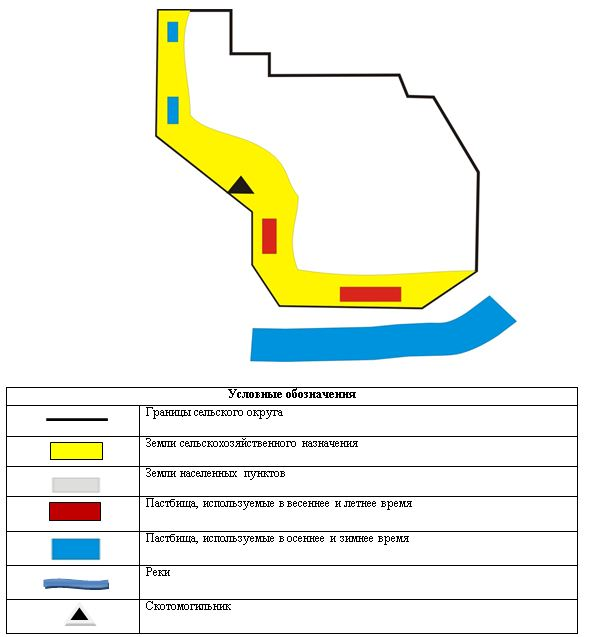 Условные обозначения
Границы сельского округа
Земли сельскохозяйственного назначения
Земли населенных пунктов
Пастбища, используемые в весеннее и летнее время
Пастбища, используемые в осеннее и зимнее время
Реки
Скотомогильник